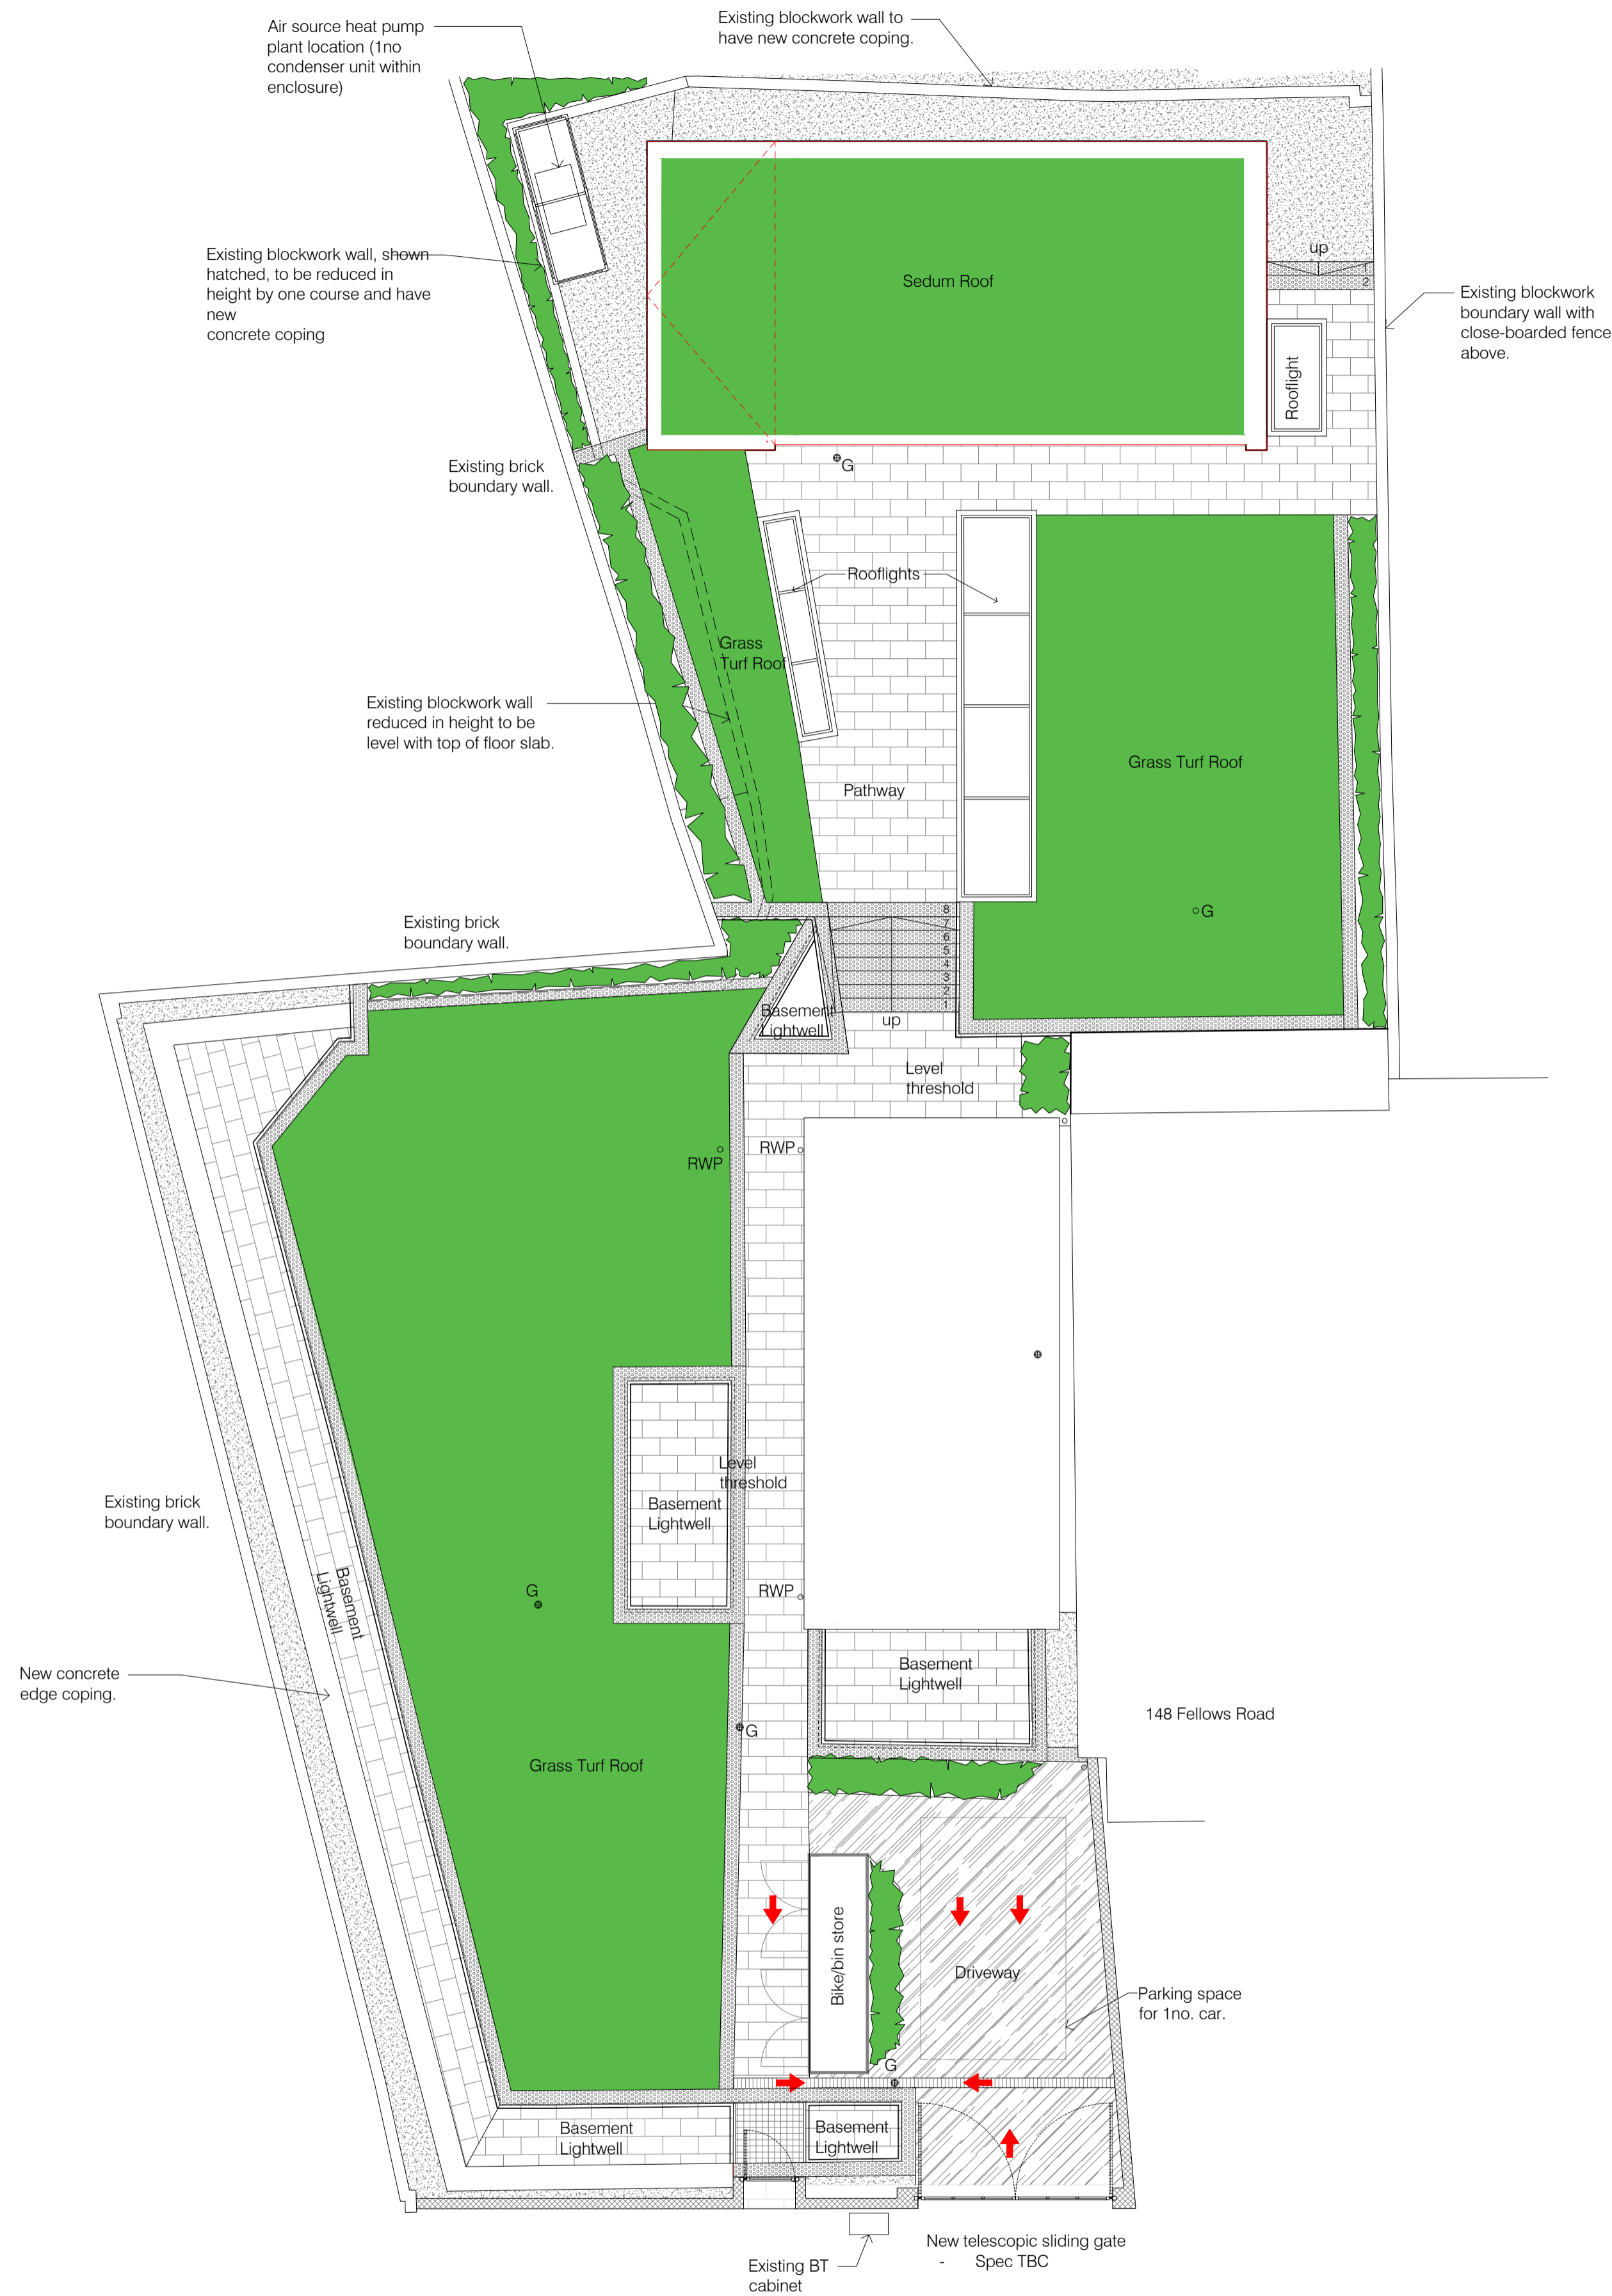 Air source heat pump
plant location (1no
condenser unit within
enclosure)
Existing blockwork wall to
have new concrete coping.
Existing blockwork wall, shown
hatched, to be reduced in
height by one course and have
new
concrete coping
Sedum Roof
up
1
2
Existing blockwork
boundary wall with
close-boarded fence
above.
Rooflight
Existing brick
boundary wall.
G
Rooflights
Grass
Turf Roof
Existing blockwork wall
reduced in height to be
level with top of floor slab.
Pathway
Grass Turf Roof
G
8
7
6
5
4
3
2
1
up
Existing brick
boundary wall.
Basement
Lightwell
Level
threshold
RWP
RWP
Level
threshold
Basement
Lightwell
Existing brick
boundary wall.
Basement
Lightwell
G
RWP
New concrete
edge coping.
Basement
Lightwell
148 Fellows Road
G
Grass Turf Roof
Bike/bin store
Driveway
Parking space
for 1no. car.
G
Basement
Lightwell
Basement
Lightwell
New telescopic sliding gate
- Spec TBC
Existing BT
cabinet